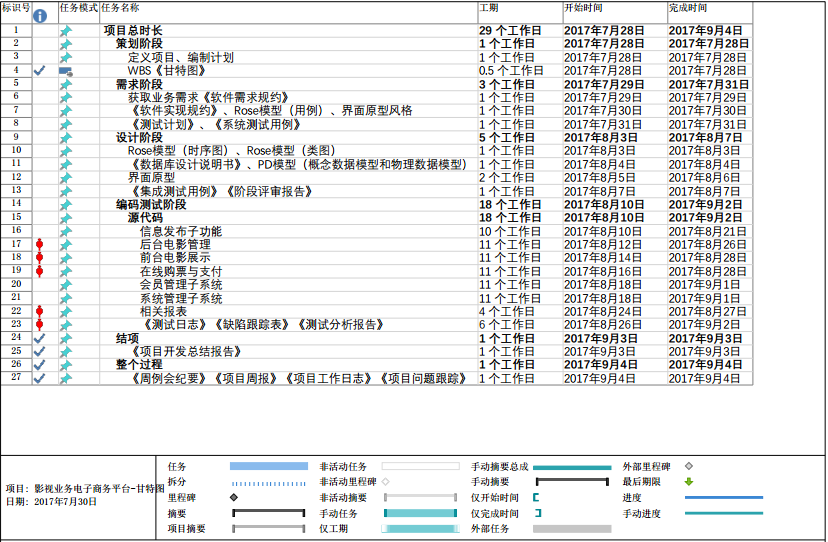 标识号 任务模式 任务名称 工期 开始时间 完成时间
1 项目总时长 29 个工作日 2017年7月28日 2017年9月4日
2 策划阶段 1 个工作日 2017年7月28日 2017年7月28日
3 定义项目、编制计划 1 个工作日 2017年7月28日 2017年7月28日
4 WBS《甘特图》 0.5 个工作日 2017年7月28日 2017年7月28日
5 需求阶段 3 个工作日 2017年7月29日 2017年7月31日
6 获取业务需求《软件需求规约》 1 个工作日 2017年7月29日 2017年7月29日
7 《软件实现规约》、Rose模型（用例）、界面原型风格 1 个工作日 2017年7月30日 2017年7月30日
8 《测试计划》、《系统测试用例》 1 个工作日 2017年7月31日 2017年7月31日
9 设计阶段 5 个工作日 2017年8月3日 2017年8月7日
10 Rose模型（时序图）、Rose模型（类图） 1 个工作日 2017年8月3日 2017年8月3日
11 《数据库设计说明书》、PD模型（概念数据模型和物理数据模型） 1 个工作日 2017年8月4日 2017年8月4日
12 界面原型 2 个工作日 2017年8月5日 2017年8月6日
13 《集成测试用例》《阶段评审报告》 1 个工作日 2017年8月7日 2017年8月7日
14 编码测试阶段 18 个工作日 2017年8月10日 2017年9月2日
15 源代码 18 个工作日 2017年8月10日 2017年9月2日
16 信息发布子功能 10 个工作日 2017年8月10日 2017年8月21日
17 后台电影管理 11 个工作日 2017年8月12日 2017年8月26日
18 前台电影展示 11 个工作日 2017年8月14日 2017年8月28日
19 在线购票与支付 11 个工作日 2017年8月16日 2017年8月28日
20 会员管理子系统 11 个工作日 2017年8月18日 2017年9月1日
21 系统管理子系统 11 个工作日 2017年8月18日 2017年9月1日
22 相关报表 4 个工作日 2017年8月24日 2017年8月27日
23 《测试日志》《缺陷跟踪表》《测试分析报告》 6 个工作日 2017年8月26日 2017年9月2日
24 结项 1 个工作日 2017年9月3日 2017年9月3日
25 《项目开发总结报告》 1 个工作日 2017年9月3日 2017年9月3日
26 整个过程 1 个工作日 2017年9月4日 2017年9月4日
27 《周例会纪要》《项目周报》《项目工作日志》《项目问题跟踪》 1 个工作日 2017年9月4日 2017年9月4日
项目: 影视业务电子商务平台-甘特图
日期: 2017年7月30日
任务 非活动任务 手动摘要总成 外部里程碑
拆分 非活动里程碑 手动摘要 最后期限
里程碑 非活动摘要 仅开始时间 进度
摘要 手动任务 仅完成时间 手动进度
项目摘要 仅工期 外部任务